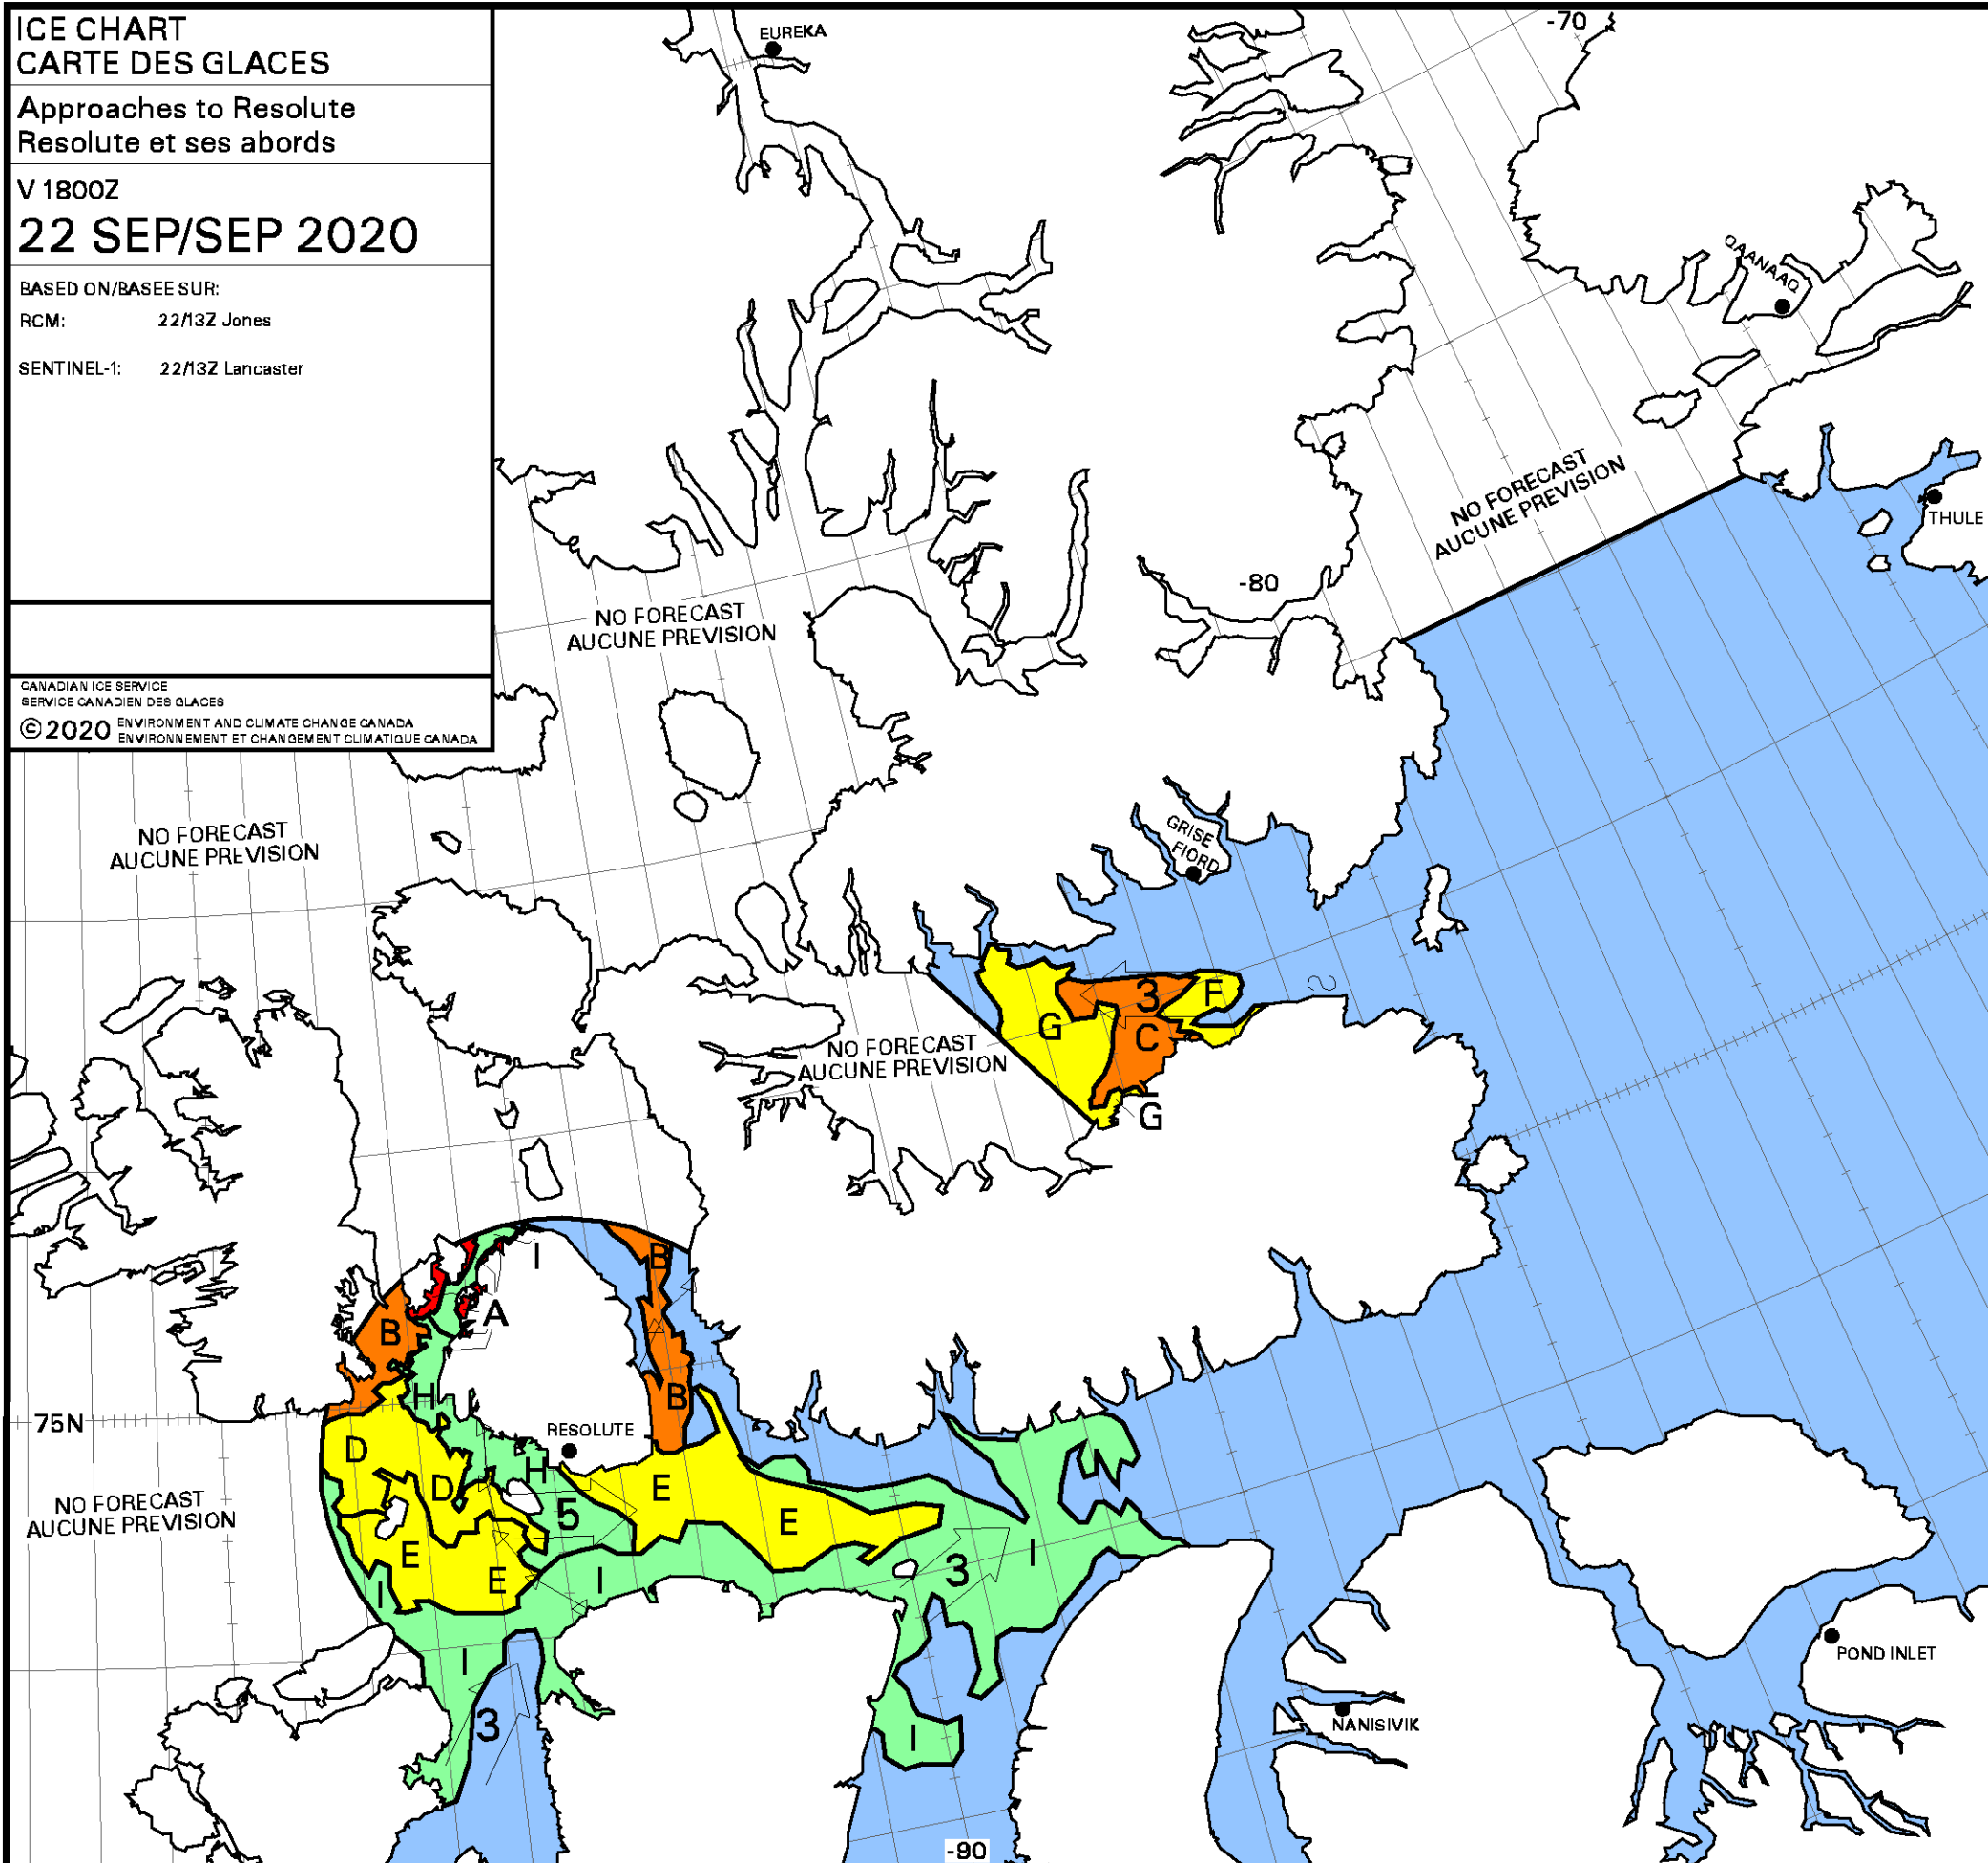 ICE CHART
CARTE DES GLACES
Approaches to Resolute
Resolute et ses abords
V 1800Z
22 SEP/SEP 2020
BASED ON/BASEE SUR:
RCM: 22/13Z Jones
SENTINEL-1: 22/13Z Lancaster
CANADIAN ICE SERVICE
SERVICE CANADIEN DES GLACES
© 2020 ENVIRONMENT AND CLIMATE CHANGE CANADA
ENVIRONNEMENT ET CHANGEMENT CLIMATIQUE CANADA
-70
EUREKA
QAANAAQ
NO FORECAST
AUCUNE PREVISION
THULE
-80
NO FORECAST
AUCUNE PREVISION
NO FORECAST
AUCUNE PREVISION
GRISE
FIORD
3
F
G
C
NO FORECAST
AUCUNE PREVISION
G
I
B
A
B
H
B
75N
RESOLUTE
D
H
D
E
5
E
NO FORECAST
AUCUNE PREVISION
E
E
I
I
3
I
I
3
I
POND INLET
NANISIVIK
-90